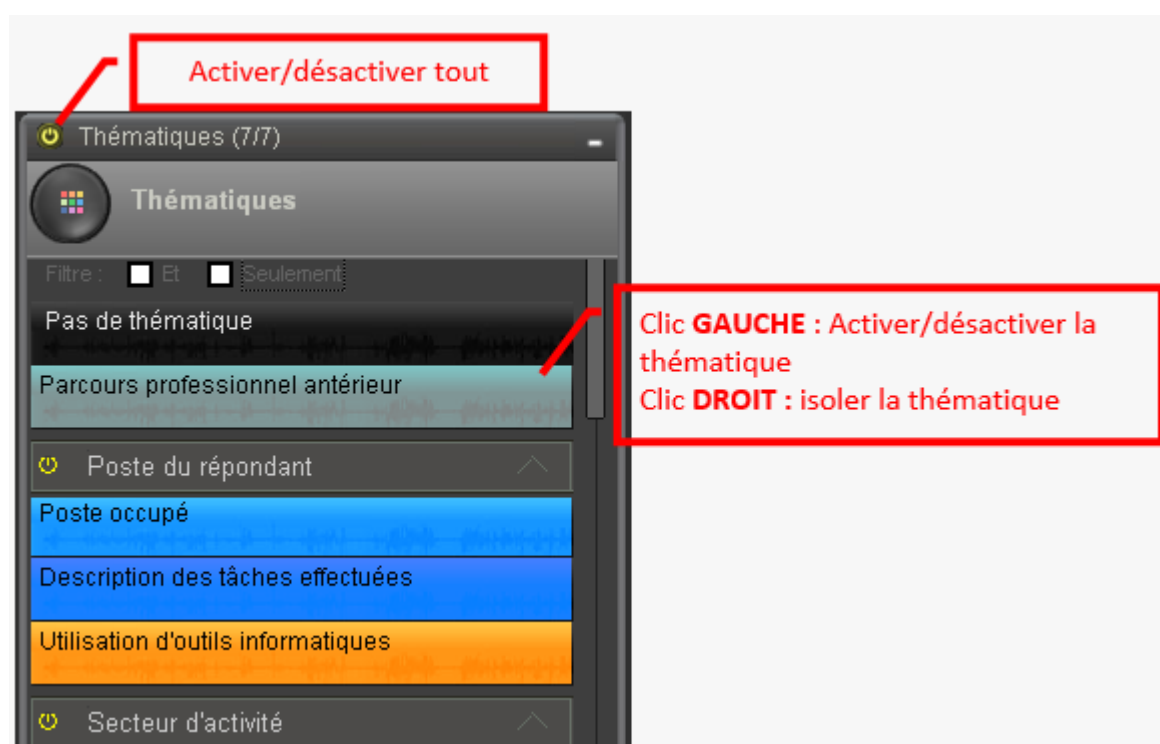 Activer/désactiver tout
Thématiques (7/7)
Thématiques
Filtre : Et Seulement
Pas de thématique
Parcours professionnel antérieur
Clic GAUCHE : Activer/désactiver la
thématique
Clic DROIT : isoler la thématique
Poste du répondant
Poste occupé
Description des tâches effectuées
Utilisation d'outils informatiques
Secteur d'activité